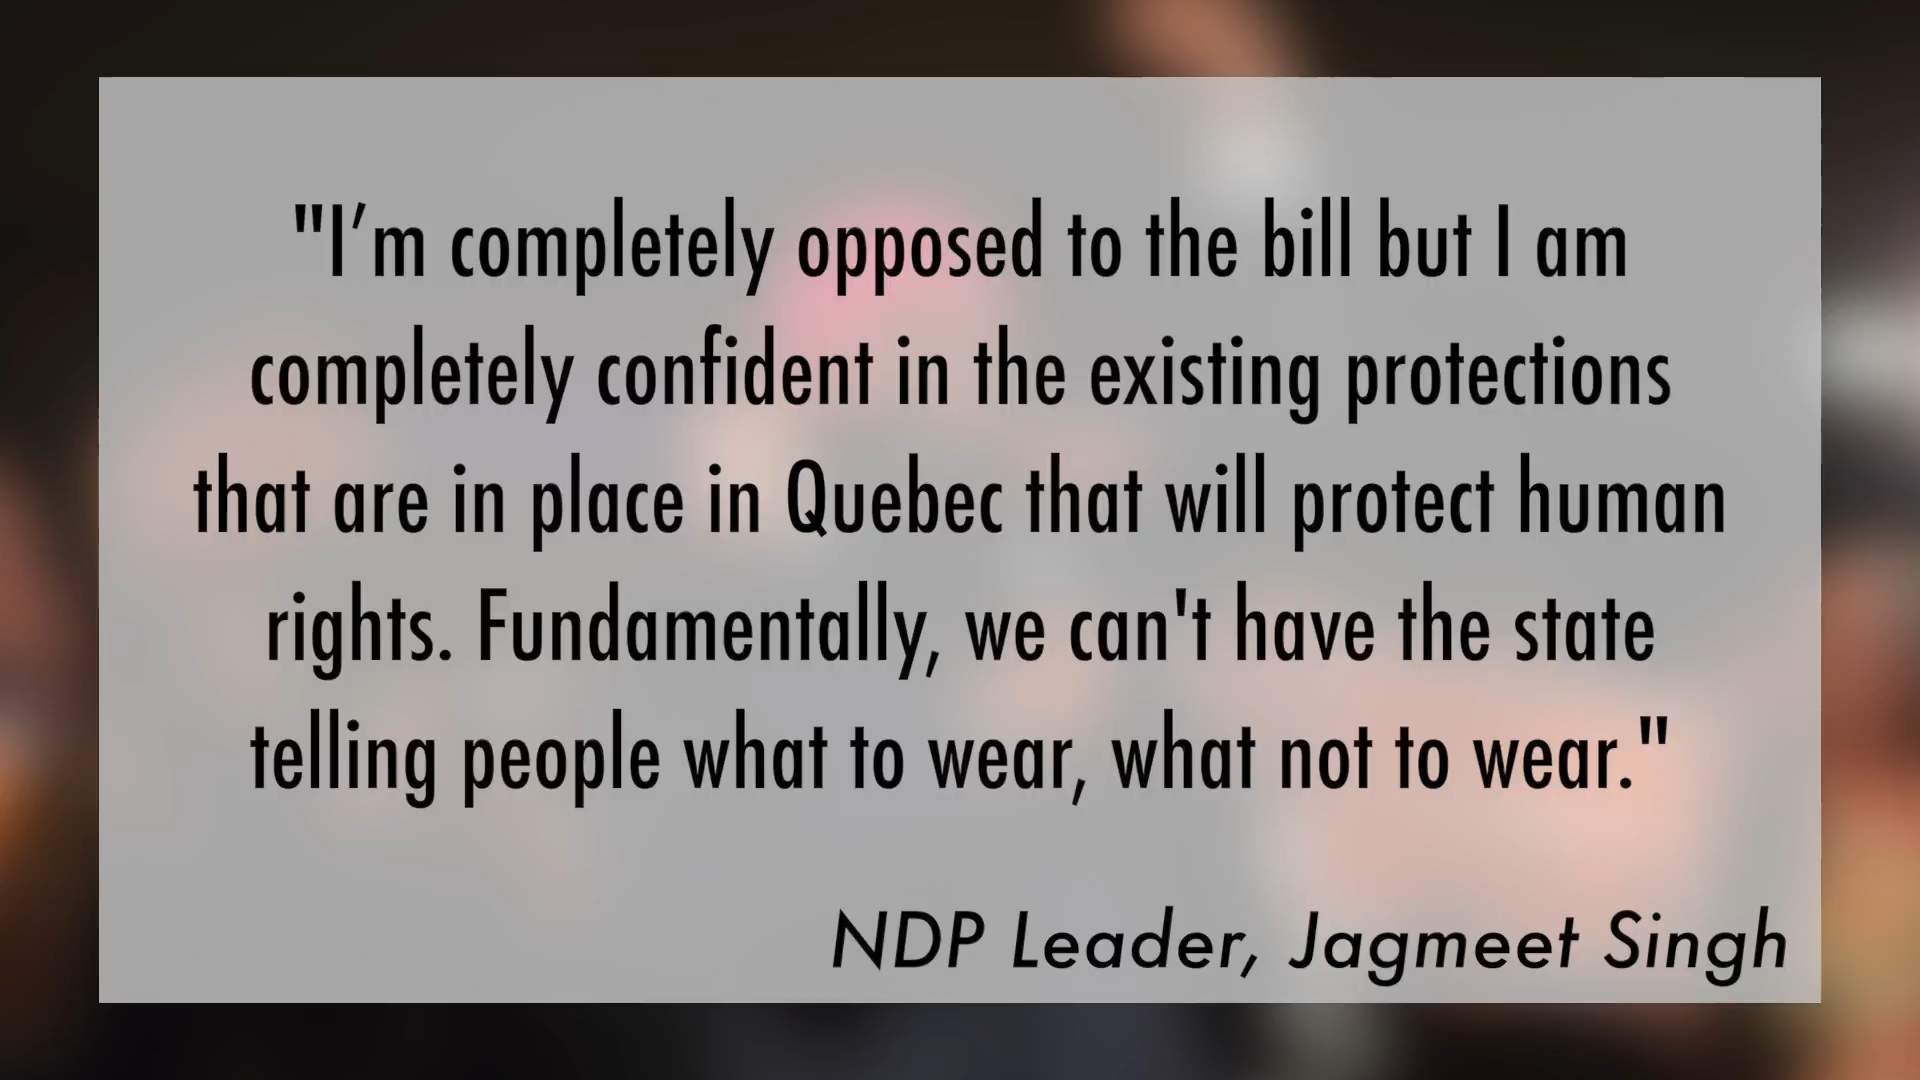 "I’m completely opposed to the bill but I am
completely confident in the existing protections
that are in place in Quebec that will protect human
rights. Fundamentally, we can't have the state
telling people what to wear, what not to wear."
NDP Leader, Jagmeet Singh